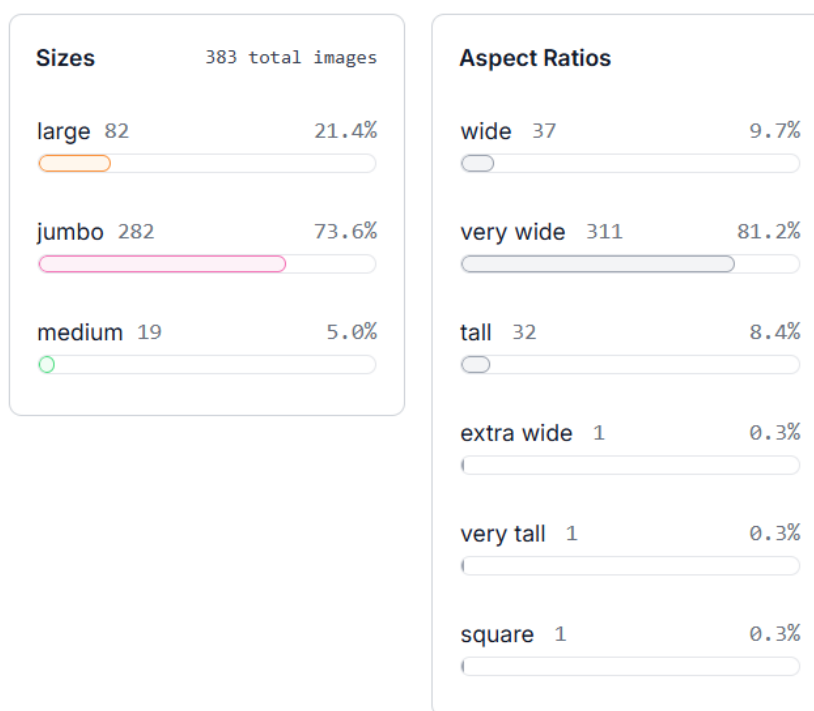 Sizes 383 total images
large 82 21.4%
jumbo 282 73.6%
medium 19 5.0%
Aspect Ratios
wide 37 9.7%
very wide 311 81.2%
tall 32 8.4%
extra wide 1 0.3%
very tall 1 0.3%
square 1 0.3%